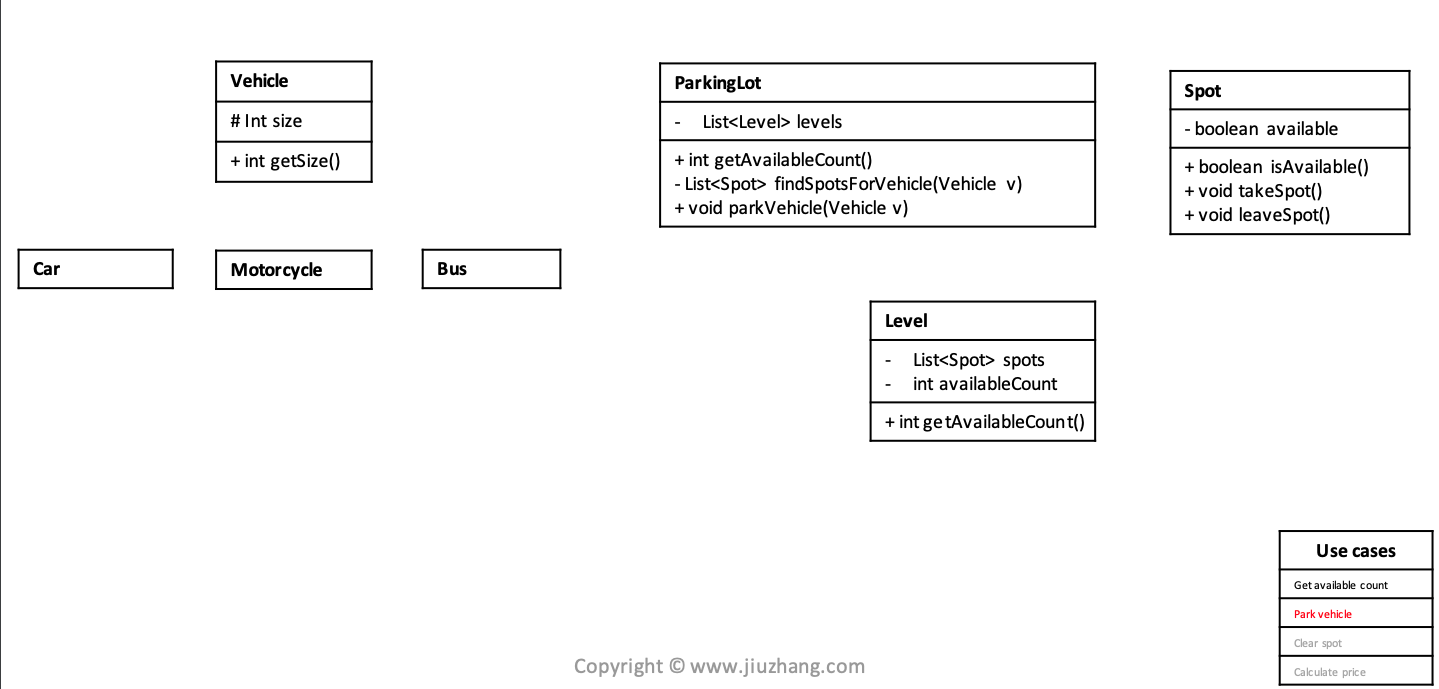 Vehicle
# Int size
+ int getSize()
Car
Motorcycle
Bus
ParkingLot
- List<Level> levels
+ int getAvailableCount()
- List<Spot> findSpotsForVehicle(Vehicle v)
+ void parkVehicle(Vehicle v)
Level
- List<Spot> spots
- int availableCount
+ int getAvailableCount()
Spot
- boolean available
+ boolean isAvailable()
+ void takeSpot()
+ void leaveSpot()
Use cases
Get available count
Park vehicle
Clear spot
Calculate price
Copyright © www.jiuzhang.com